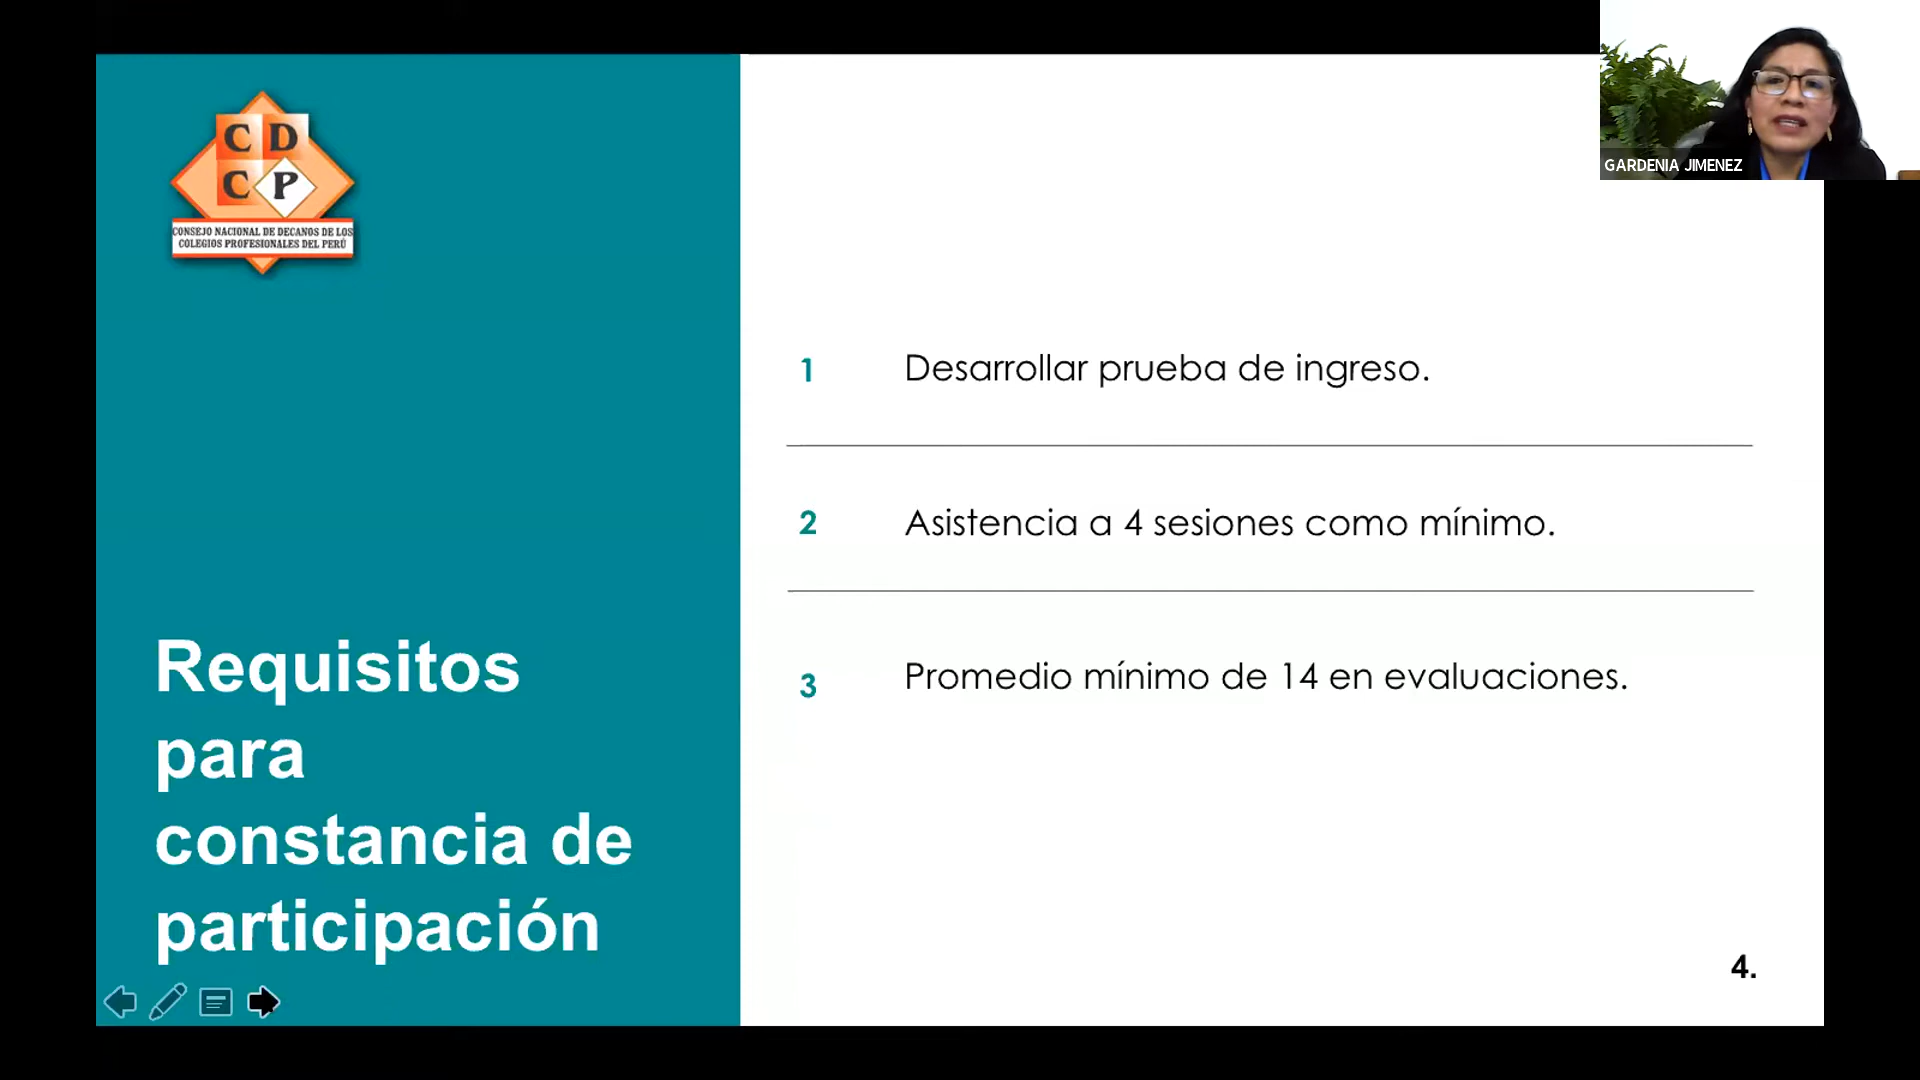 C D
C P
CONSEJO NACIONAL DE DECANOS DE LOS
COLEGIOS PROFESIONALES DEL PERÚ
Requisitos
para
constancia de
participación
1 Desarrollar prueba de ingreso.
2 Asistencia a 4 sesiones como mínimo.
3 Promedio mínimo de 14 en evaluaciones.
4.
GARDENIA JIMENEZ